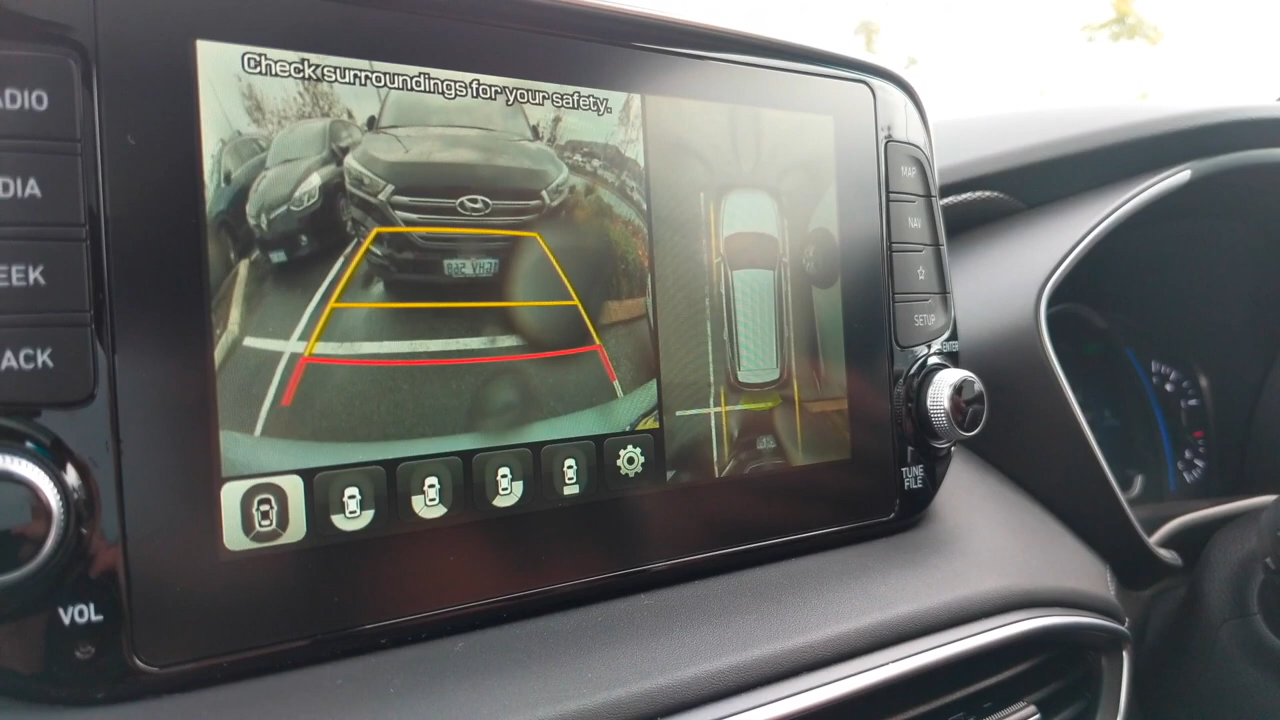 Check surroundings for your safety.
ADIO
DIA
EEK
ACK
VOL
MAP
NAV
☆
SETUP
ENTER
TUNE
FILE